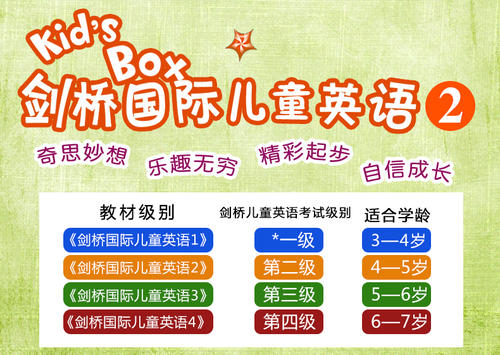 Kid's
Box
剑桥国际儿童英语 2
奇思妙想 乐趣无穷 精彩起步 自信成长
教材级别 剑桥儿童英语考试级别 适合学龄
《剑桥国际儿童英语1》 *一级 3—4岁
《剑桥国际儿童英语2》 第二级 4—5岁
《剑桥国际儿童英语3》 第三级 5—6岁
《剑桥国际儿童英语4》 第四级 6—7岁